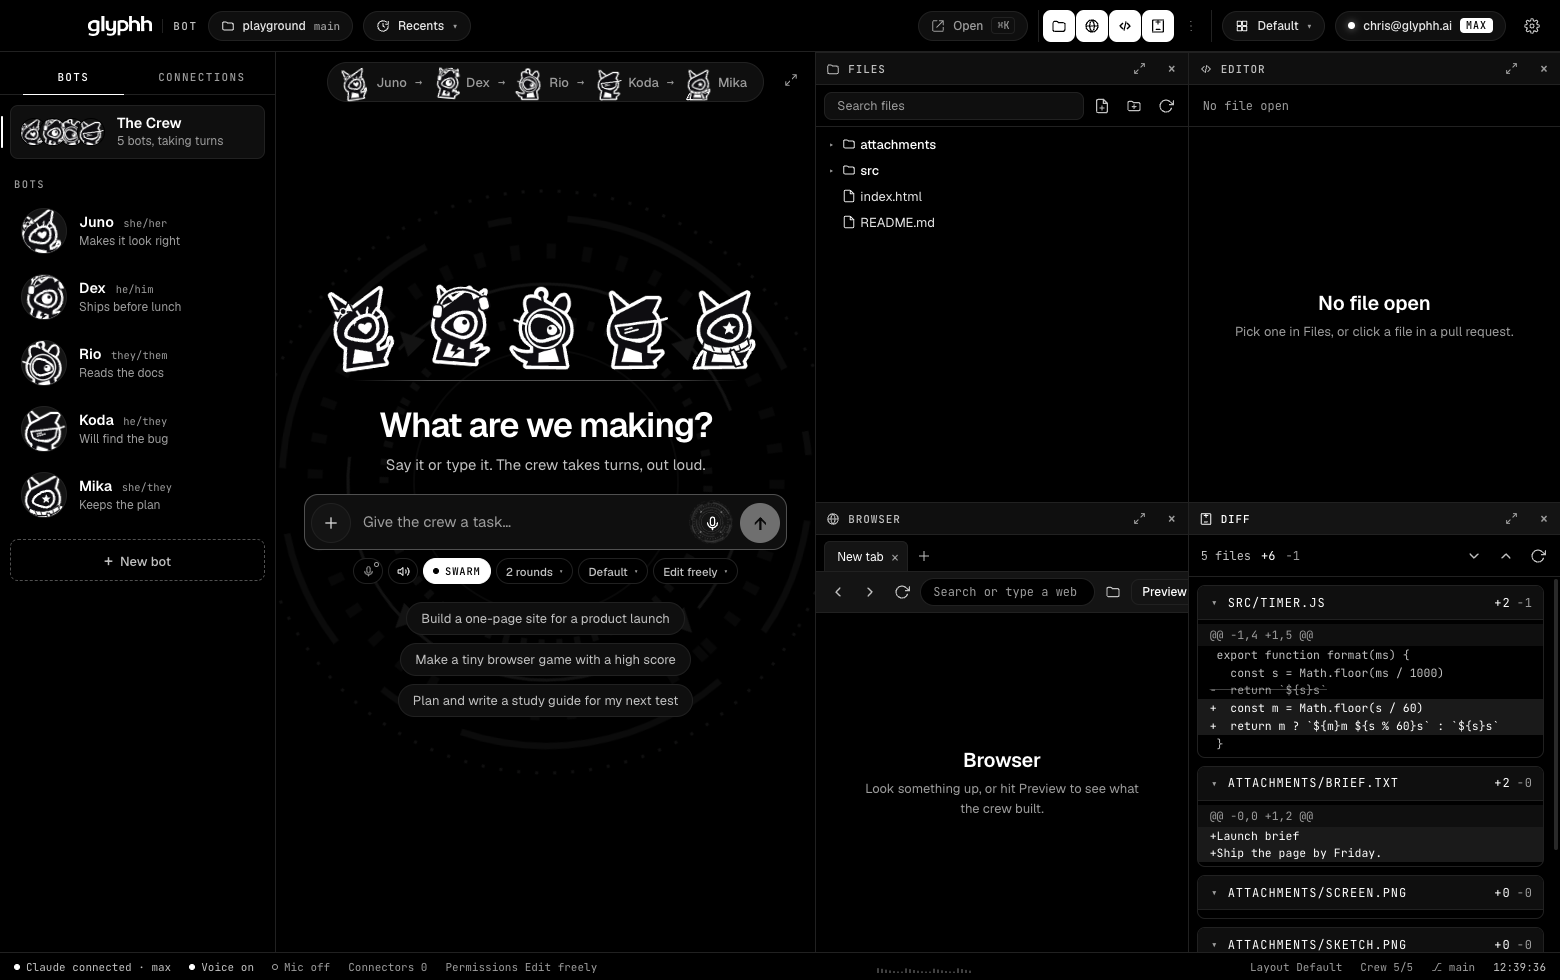 glyphh BOT playground main Recents Open ⌘K Default chris@glyphh.ai MAX
BOTS CONNECTIONS
The Crew
5 bots, taking turns
BOTS
Juno she/her
Makes it look right
Dex he/him
Ships before lunch
Rio they/them
Reads the docs
Koda he/they
Will find the bug
Mika she/they
Keeps the plan
+ New bot
Juno → Dex → Rio → Koda → Mika
What are we making?
Say it or type it. The crew takes turns, out loud.
Give the crew a task...
SWARM 2 rounds Default Edit freely
Build a one-page site for a product launch
Make a tiny browser game with a high score
Plan and write a study guide for my next test
FILES
Search files
attachments
src
index.html
README.md
EDITOR
No file open
No file open
Pick one in Files, or click a file in a pull request.
BROWSER
New tab
Search or type a web Preview
Browser
Look something up, or hit Preview to see what
the crew built.
DIFF
5 files +6 -1
SRC/TIMER.JS +2 -1
@@ -1,4 +1,5 @@
export function format(ms) {
const s = Math.floor(ms / 1000)
- return `${s}s`
+ const m = Math.floor(s / 60)
+ return m ? `${m}m ${s % 60}s` : `${s}s`
}
ATTACHMENTS/BRIEF.TXT +2 -0
@@ -0,0 +1,2 @@
+Launch brief
+Ship the page by Friday.
ATTACHMENTS/SCREEN.PNG +0 -0
ATTACHMENTS/SKETCH.PNG +0 -0
Claude connected · max Voice on Mic off Connectors 0 Permissions Edit freely Layout Default Crew 5/5 main 12:39:36